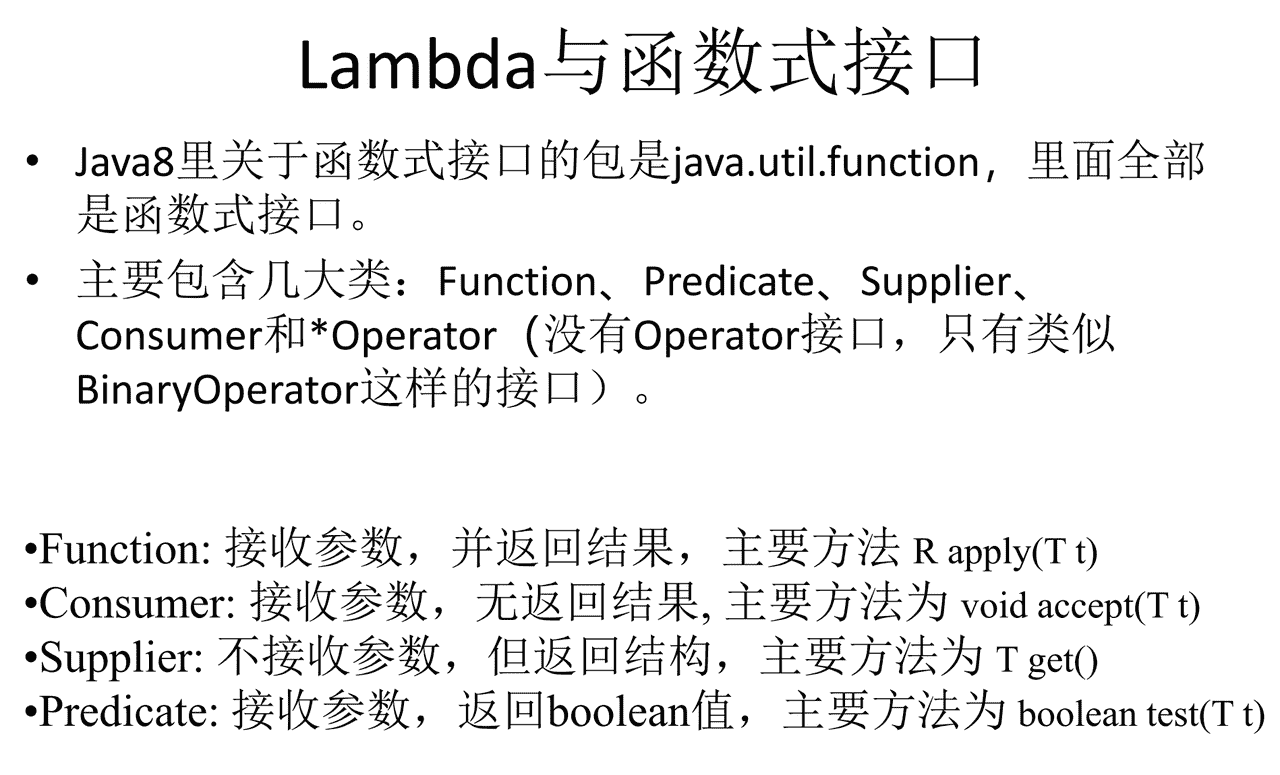 Lambda与函数式接口
• Java8里关于函数式接口的包是java.util.function，里面全部
是函数式接口。
• 主要包含几大类：Function、Predicate、Supplier、
Consumer和*Operator（没有Operator接口，只有类似
BinaryOperator这样的接口）。
•Function: 接收参数，并返回结果，主要方法 R apply(T t)
•Consumer: 接收参数，无返回结果, 主要方法为 void accept(T t)
•Supplier: 不接收参数，但返回结构，主要方法为 T get()
•Predicate: 接收参数，返回boolean值，主要方法为 boolean test(T t)